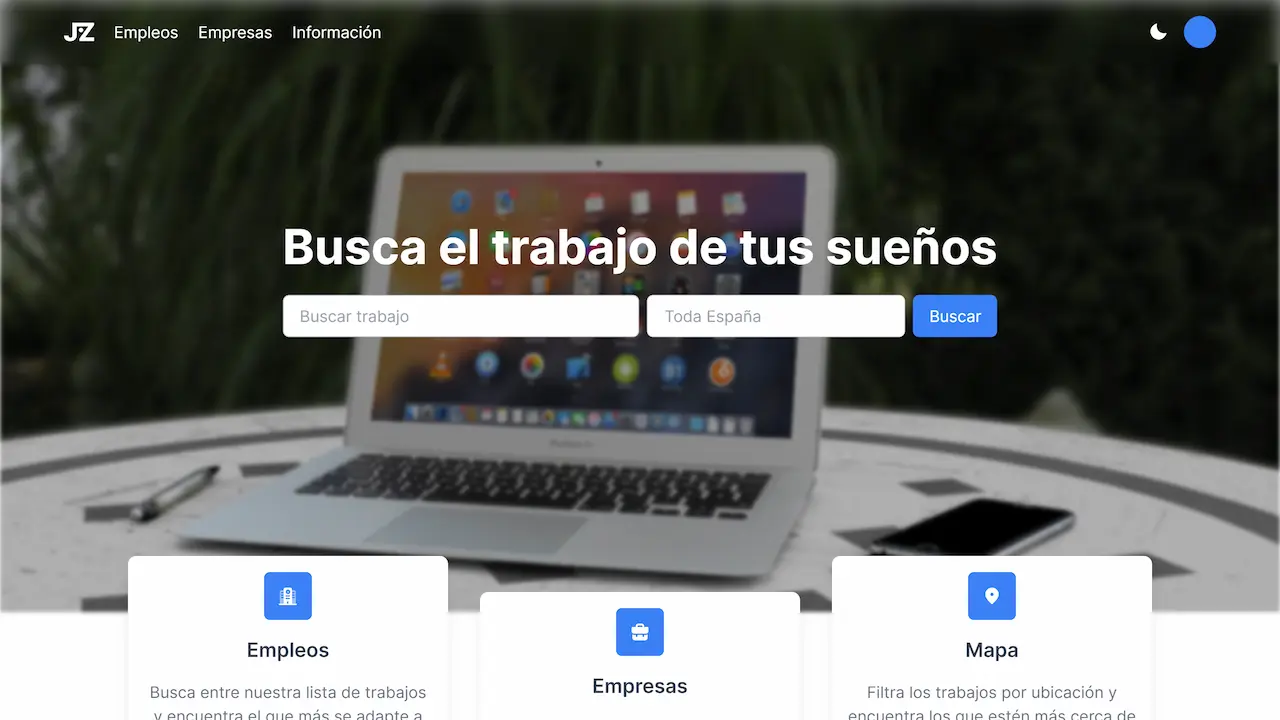 JZ
Empleos Empresas Información
Busca el trabajo de tus sueños
Buscar trabajo
Toda España
Buscar
Empleos
Busca entre nuestra lista de trabajos
y encuentra el que más se adapte a
Empresas
Mapa
Filtra los trabajos por ubicación y
encuentra los que estén más cerca de